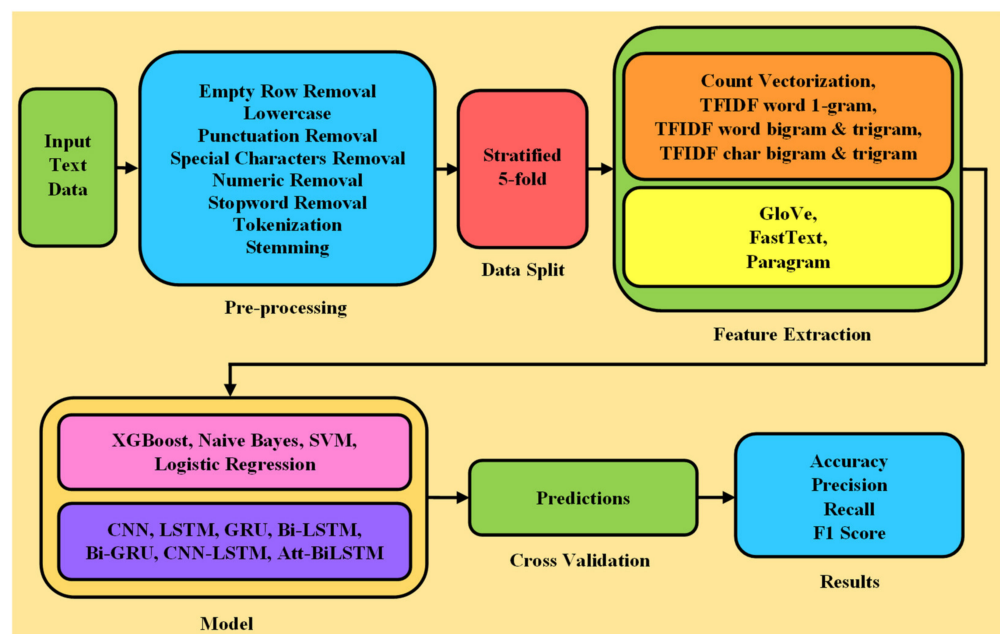 Input
Text
Data
Empty Row Removal
Lowercase
Punctuation Removal
Special Characters Removal
Numeric Removal
Stopword Removal
Tokenization
Stemming
Pre-processing
Stratified
5-fold
Data Split
Count Vectorization,
TFIDF word 1-gram,
TFIDF word bigram & trigram,
TFIDF char bigram & trigram
GloVe,
FastText,
Paragram
Feature Extraction
XGBoost, Naive Bayes, SVM,
Logistic Regression
CNN, LSTM, GRU, Bi-LSTM,
Bi-GRU, CNN-LSTM, Att-BiLSTM
Model
Predictions
Cross Validation
Accuracy
Precision
Recall
F1 Score
Results